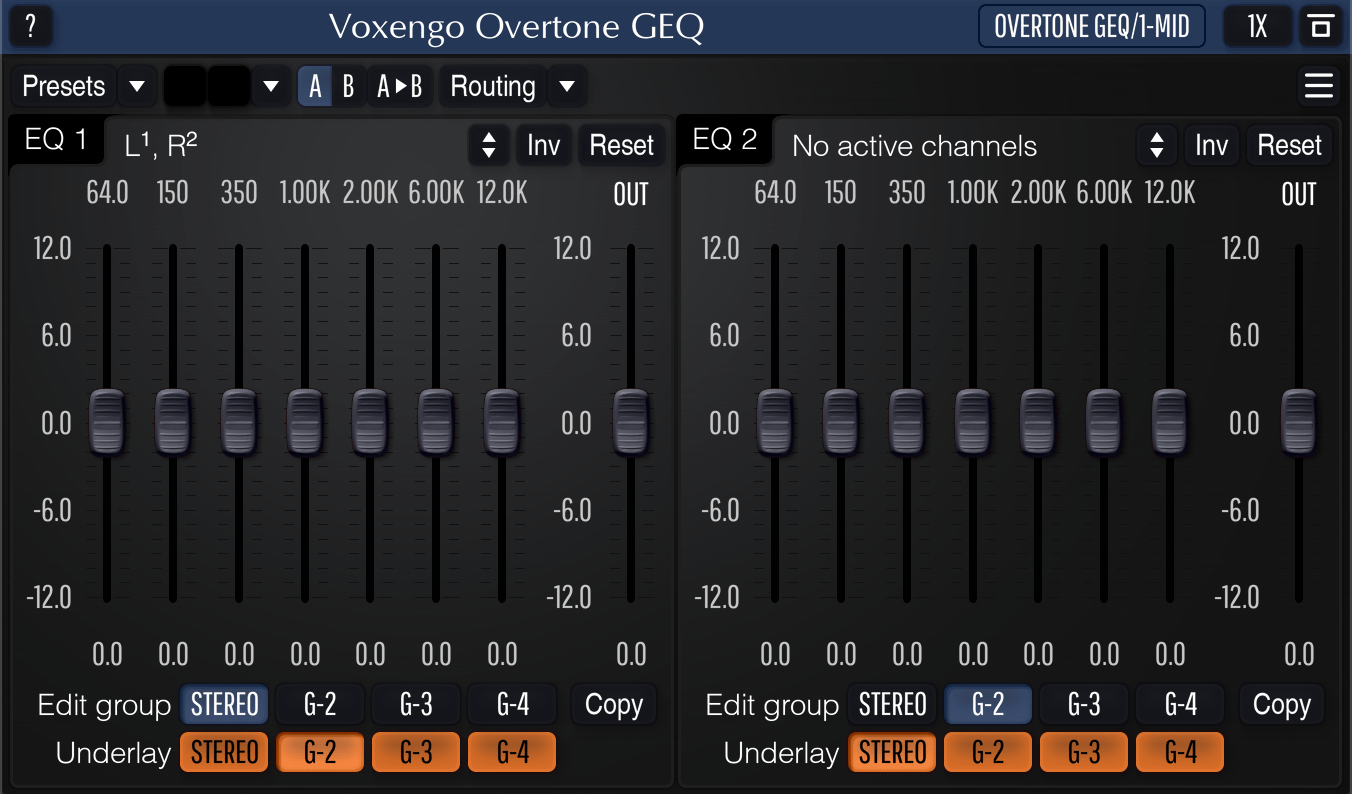 ? Voxengo Overtone GEQ OVERTONE GEQ/1-MID 1X
Presets A B A▸B Routing
EQ 1 L¹, R² Inv Reset EQ 2 No active channels Inv Reset
64.0 150 350 1.00K 2.00K 6.00K 12.0K OUT 64.0 150 350 1.00K 2.00K 6.00K 12.0K OUT
12.0 12.0 12.0 12.0
6.0 6.0 6.0 6.0
0.0 0.0 0.0 0.0
-6.0 -6.0 -6.0 -6.0
-12.0 -12.0 -12.0 -12.0
0.0 0.0 0.0 0.0 0.0 0.0 0.0 0.0 0.0 0.0 0.0 0.0 0.0 0.0 0.0 0.0
Edit group STEREO G-2 G-3 G-4 Copy Edit group STEREO G-2 G-3 G-4 Copy
Underlay STEREO G-2 G-3 G-4 Underlay STEREO G-2 G-3 G-4